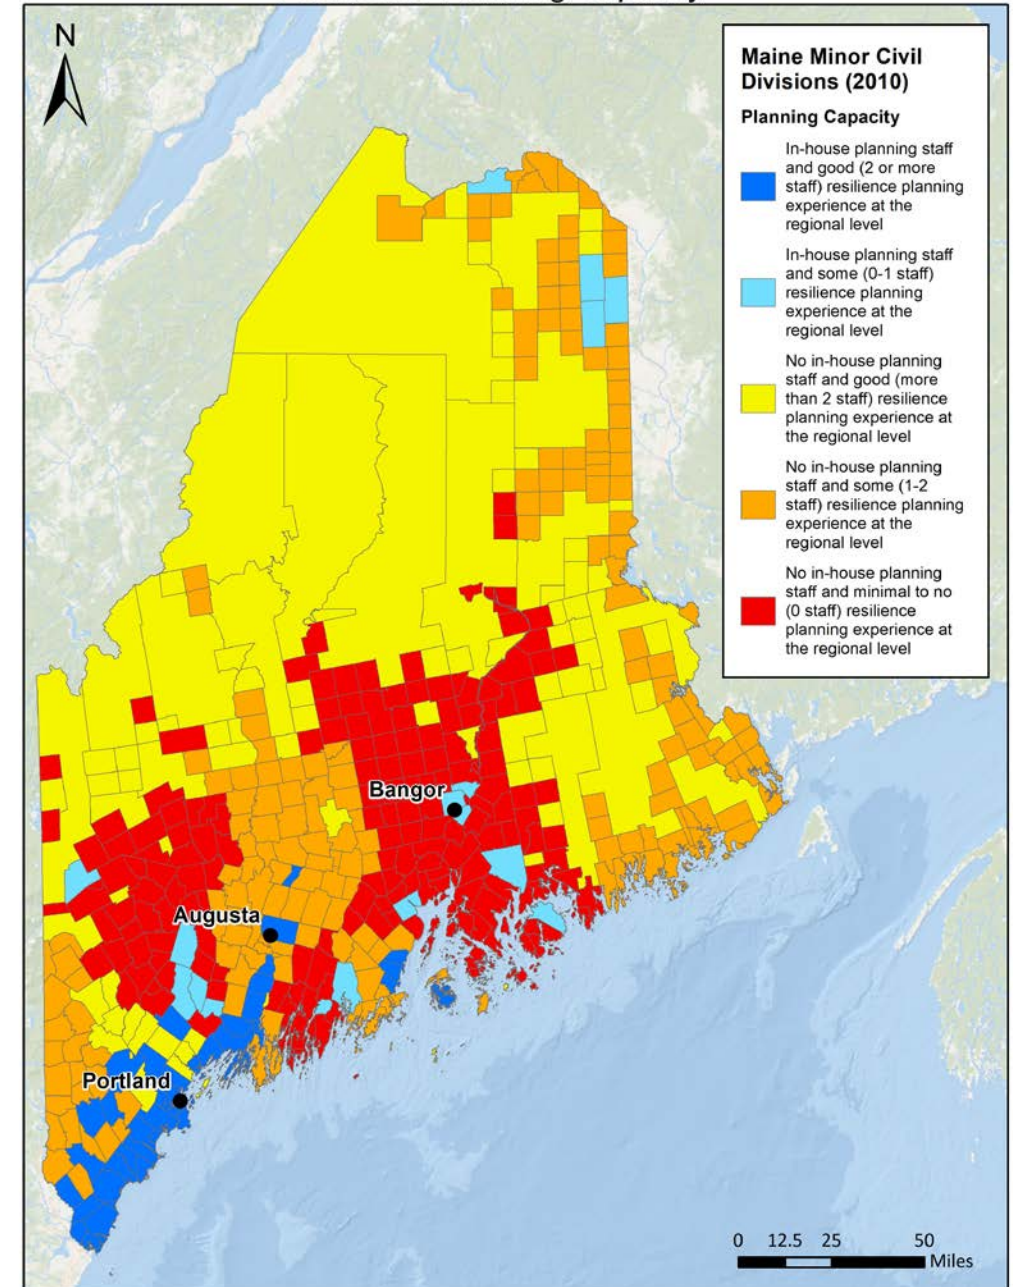 N
Maine Minor Civil
Divisions (2010)
Planning Capacity
In-house planning staff
and good (2 or more
staff) resilience planning
experience at the
regional level
In-house planning staff
and some (0-1 staff)
resilience planning
experience at the
regional level
No in-house planning
staff and good (more
than 2 staff) resilience
planning experience at
the regional level
No in-house planning
staff and some (1-2
staff) resilience planning
experience at the
regional level
No in-house planning
staff and minimal to no
(0 staff) resilience
planning experience at
the regional level
Bangor
Augusta
Portland
0 12.5 25 50
Miles